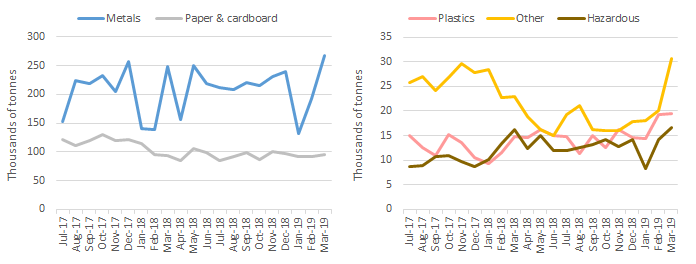 Metals Paper & cardboard
Thousands of tonnes
300
250
200
150
100
50
0
Jul-17
Aug-17
Sep-17
Oct-17
Nov-17
Dec-17
Jan-18
Feb-18
Mar-18
Apr-18
May-18
Jun-18
Jul-18
Aug-18
Sep-18
Oct-18
Nov-18
Dec-18
Jan-19
Feb-19
Mar-19
Plastics Other Hazardous
Thousands of tonnes
35
30
25
20
15
10
5
0
Jul-17
Aug-17
Sep-17
Oct-17
Nov-17
Dec-17
Jan-18
Feb-18
Mar-18
Apr-18
May-18
Jun-18
Jul-18
Aug-18
Sep-18
Oct-18
Nov-18
Dec-18
Jan-19
Feb-19
Mar-19